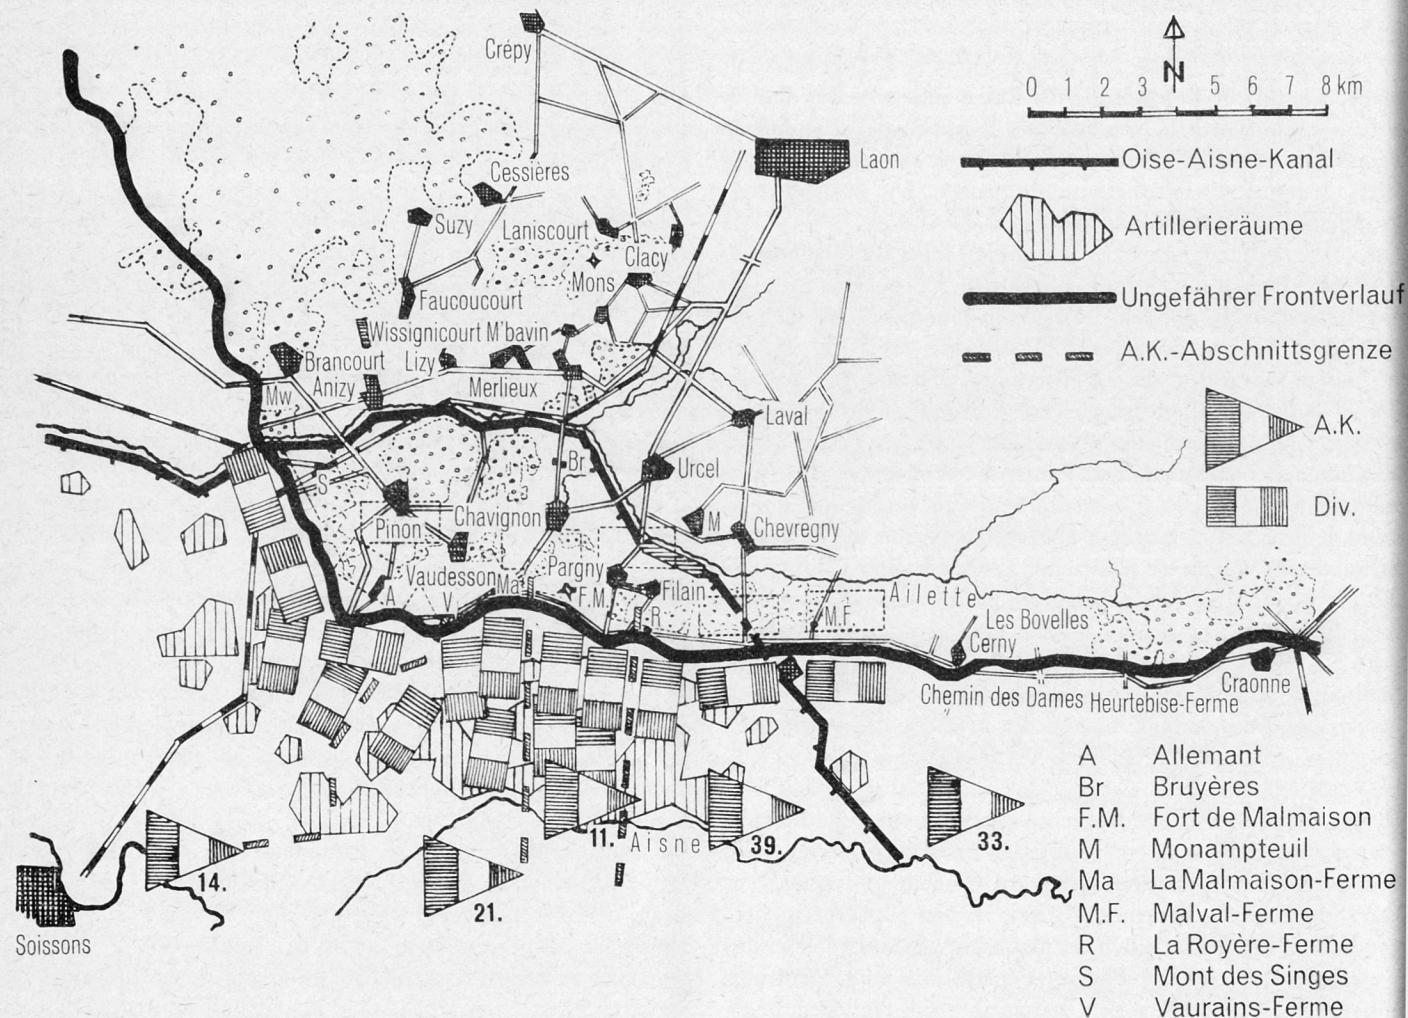 Crépy
N
0 1 2 3 5 6 7 8 km
Laon
Oise-Aisne-Kanal
Cessières
Suzy
Laniscourt
Artillerieräume
Clacy
Mons
Faucoucourt
Ungefährer Frontverlauf
Wissignicourt M'bavin
Brancourt
Lizy
A.K.-Abschnittsgrenze
Anizy
Merlieux
Mw
Laval
A.K.
Br
Urcel
S
Div.
Pinon
Chavignon
M
Chevregny
Pargny
Vaudesson
Ma
F.M.
Filain
Ailette
A
V
R
M.F.
Les Bovelles
Cerny
Craonne
Chemin des Dames
Heurtebise-Ferme
A Allemant
Br Bruyères
F.M. Fort de Malmaison
11.
Aisne
39.
33.
M Monampteuil
14.
Ma La Malmaison-Ferme
21.
M.F. Malval-Ferme
Soissons
R La Royère-Ferme
S Mont des Singes
V Vaurains-Ferme